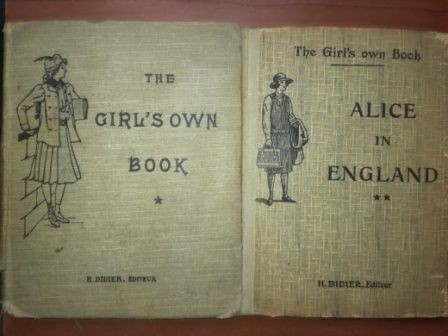 THE
GIRL'S OWN
BOOK
★
H. DIDIER, ÉDITEUR
The Girl's own Book
ALICE
IN
ENGLAND
★★
H. DIDIER, Éditeur